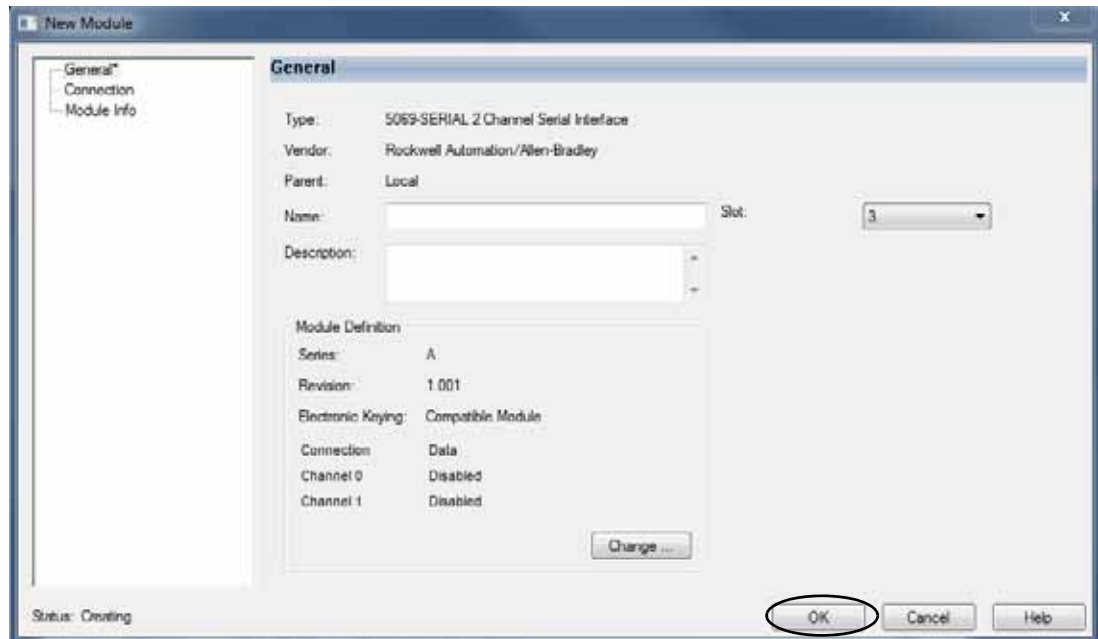 New Module
x
General*
Connection
Module Info
General
Type: 5069-SERIAL 2 Channel Serial Interface
Vendor: Rockwell Automation/Allen-Bradley
Parent: Local
Name: Slot: 3
Description:
Module Definition
Series: A
Revision: 1.001
Electronic Keying: Compatible Module
Connection Data
Channel 0 Disabled
Channel 1 Disabled
Change ...
Status: Creating OK Cancel Help